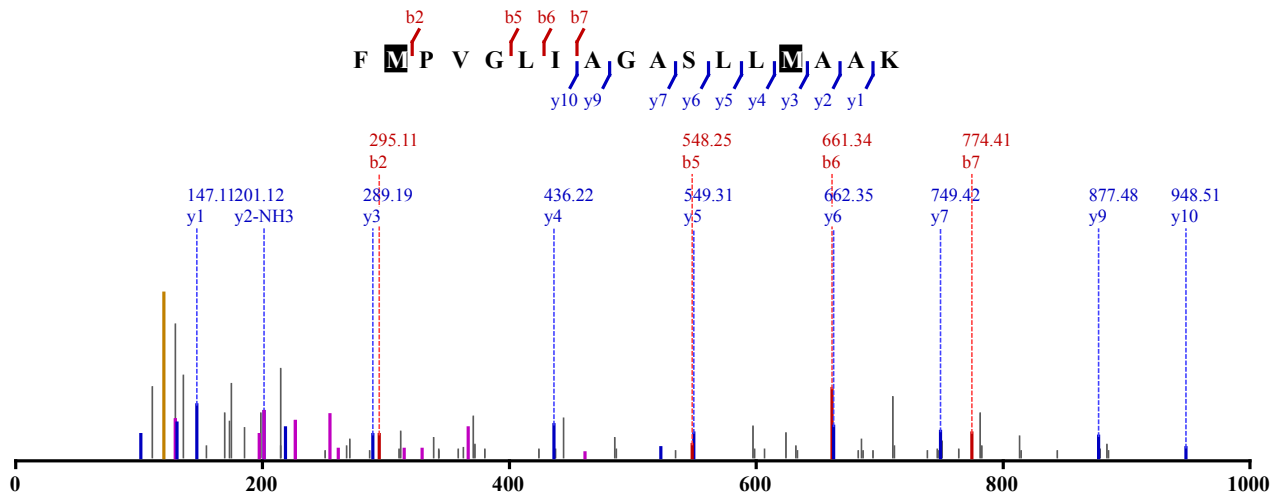 b2 b5 b6 b7
F M P V G L I A G A S L L M A A K
y10 y9 y7 y6 y5 y4 y3 y2 y1
295.11 548.25 661.34 774.41
b2 b5 b6 b7
147.11 201.12 289.19 436.22 549.31 662.35 749.42 877.48 948.51
y1 y2-NH3 y3 y4 y5 y6 y7 y9 y10
0 200 400 600 800 1000